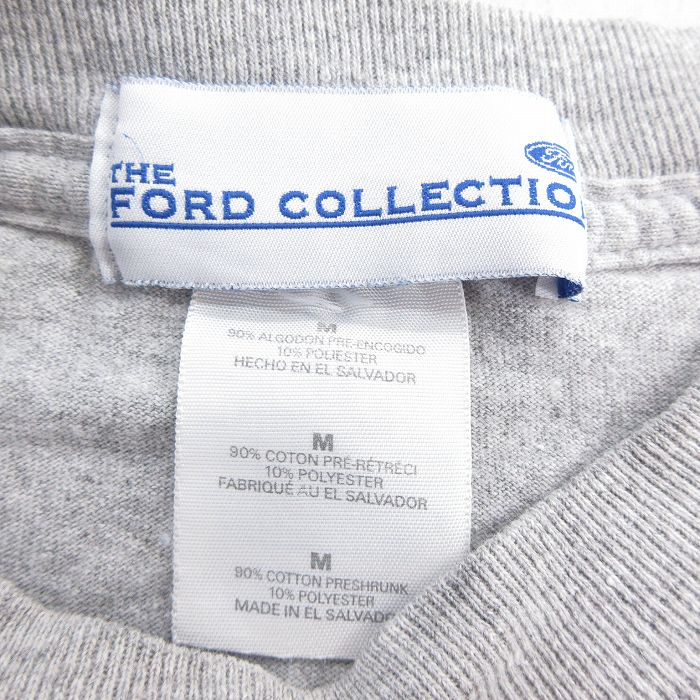 THE
FORD COLLECTIO
M
90% ALGODON PRE-ENCOGIDO
10% POLIESTER
HECHO EN EL SALVADOR
M
90% COTON PRÉ-RÉTRÉCI
10% POLYESTER
FABRIQUÉ AU EL SALVADOR
M
90% COTTON PRESHRUNK
10% POLYESTER
MADE IN EL SALVADO